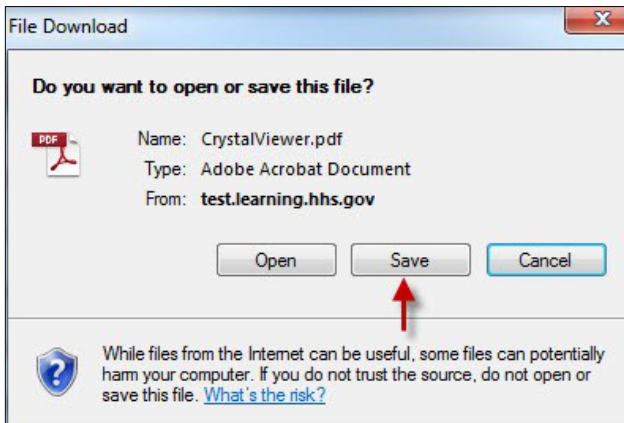 File Download
X
Do you want to open or save this file?
PDF
Name: CrystalViewer.pdf
Type: Adobe Acrobat Document
From: test.learning.hhs.gov
Open Save Cancel
While files from the Internet can be useful, some files can potentially
harm your computer. If you do not trust the source, do not open or
save this file. What's the risk?